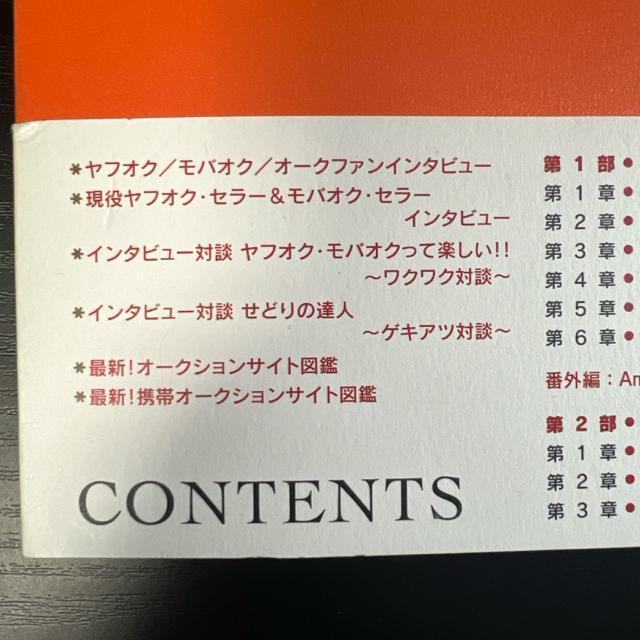 *ヤフオク／モバオク／オークファンインタビュー
*現役ヤフオク・セラー＆モバオク・セラー
インタビュー
*インタビュー対談 ヤフオク・モバオクって楽しい!!
〜ワクワク対談〜
*インタビュー対談 せどりの達人
〜ゲキアツ対談〜
*最新!オークションサイト図鑑
*最新!携帯オークションサイト図鑑
CONTENTS
第1部●
第1章●
第2章●
第3章●
第4章●
第5章●
第6章●
番外編：Am
第2部●
第1章●
第2章●
第3章●